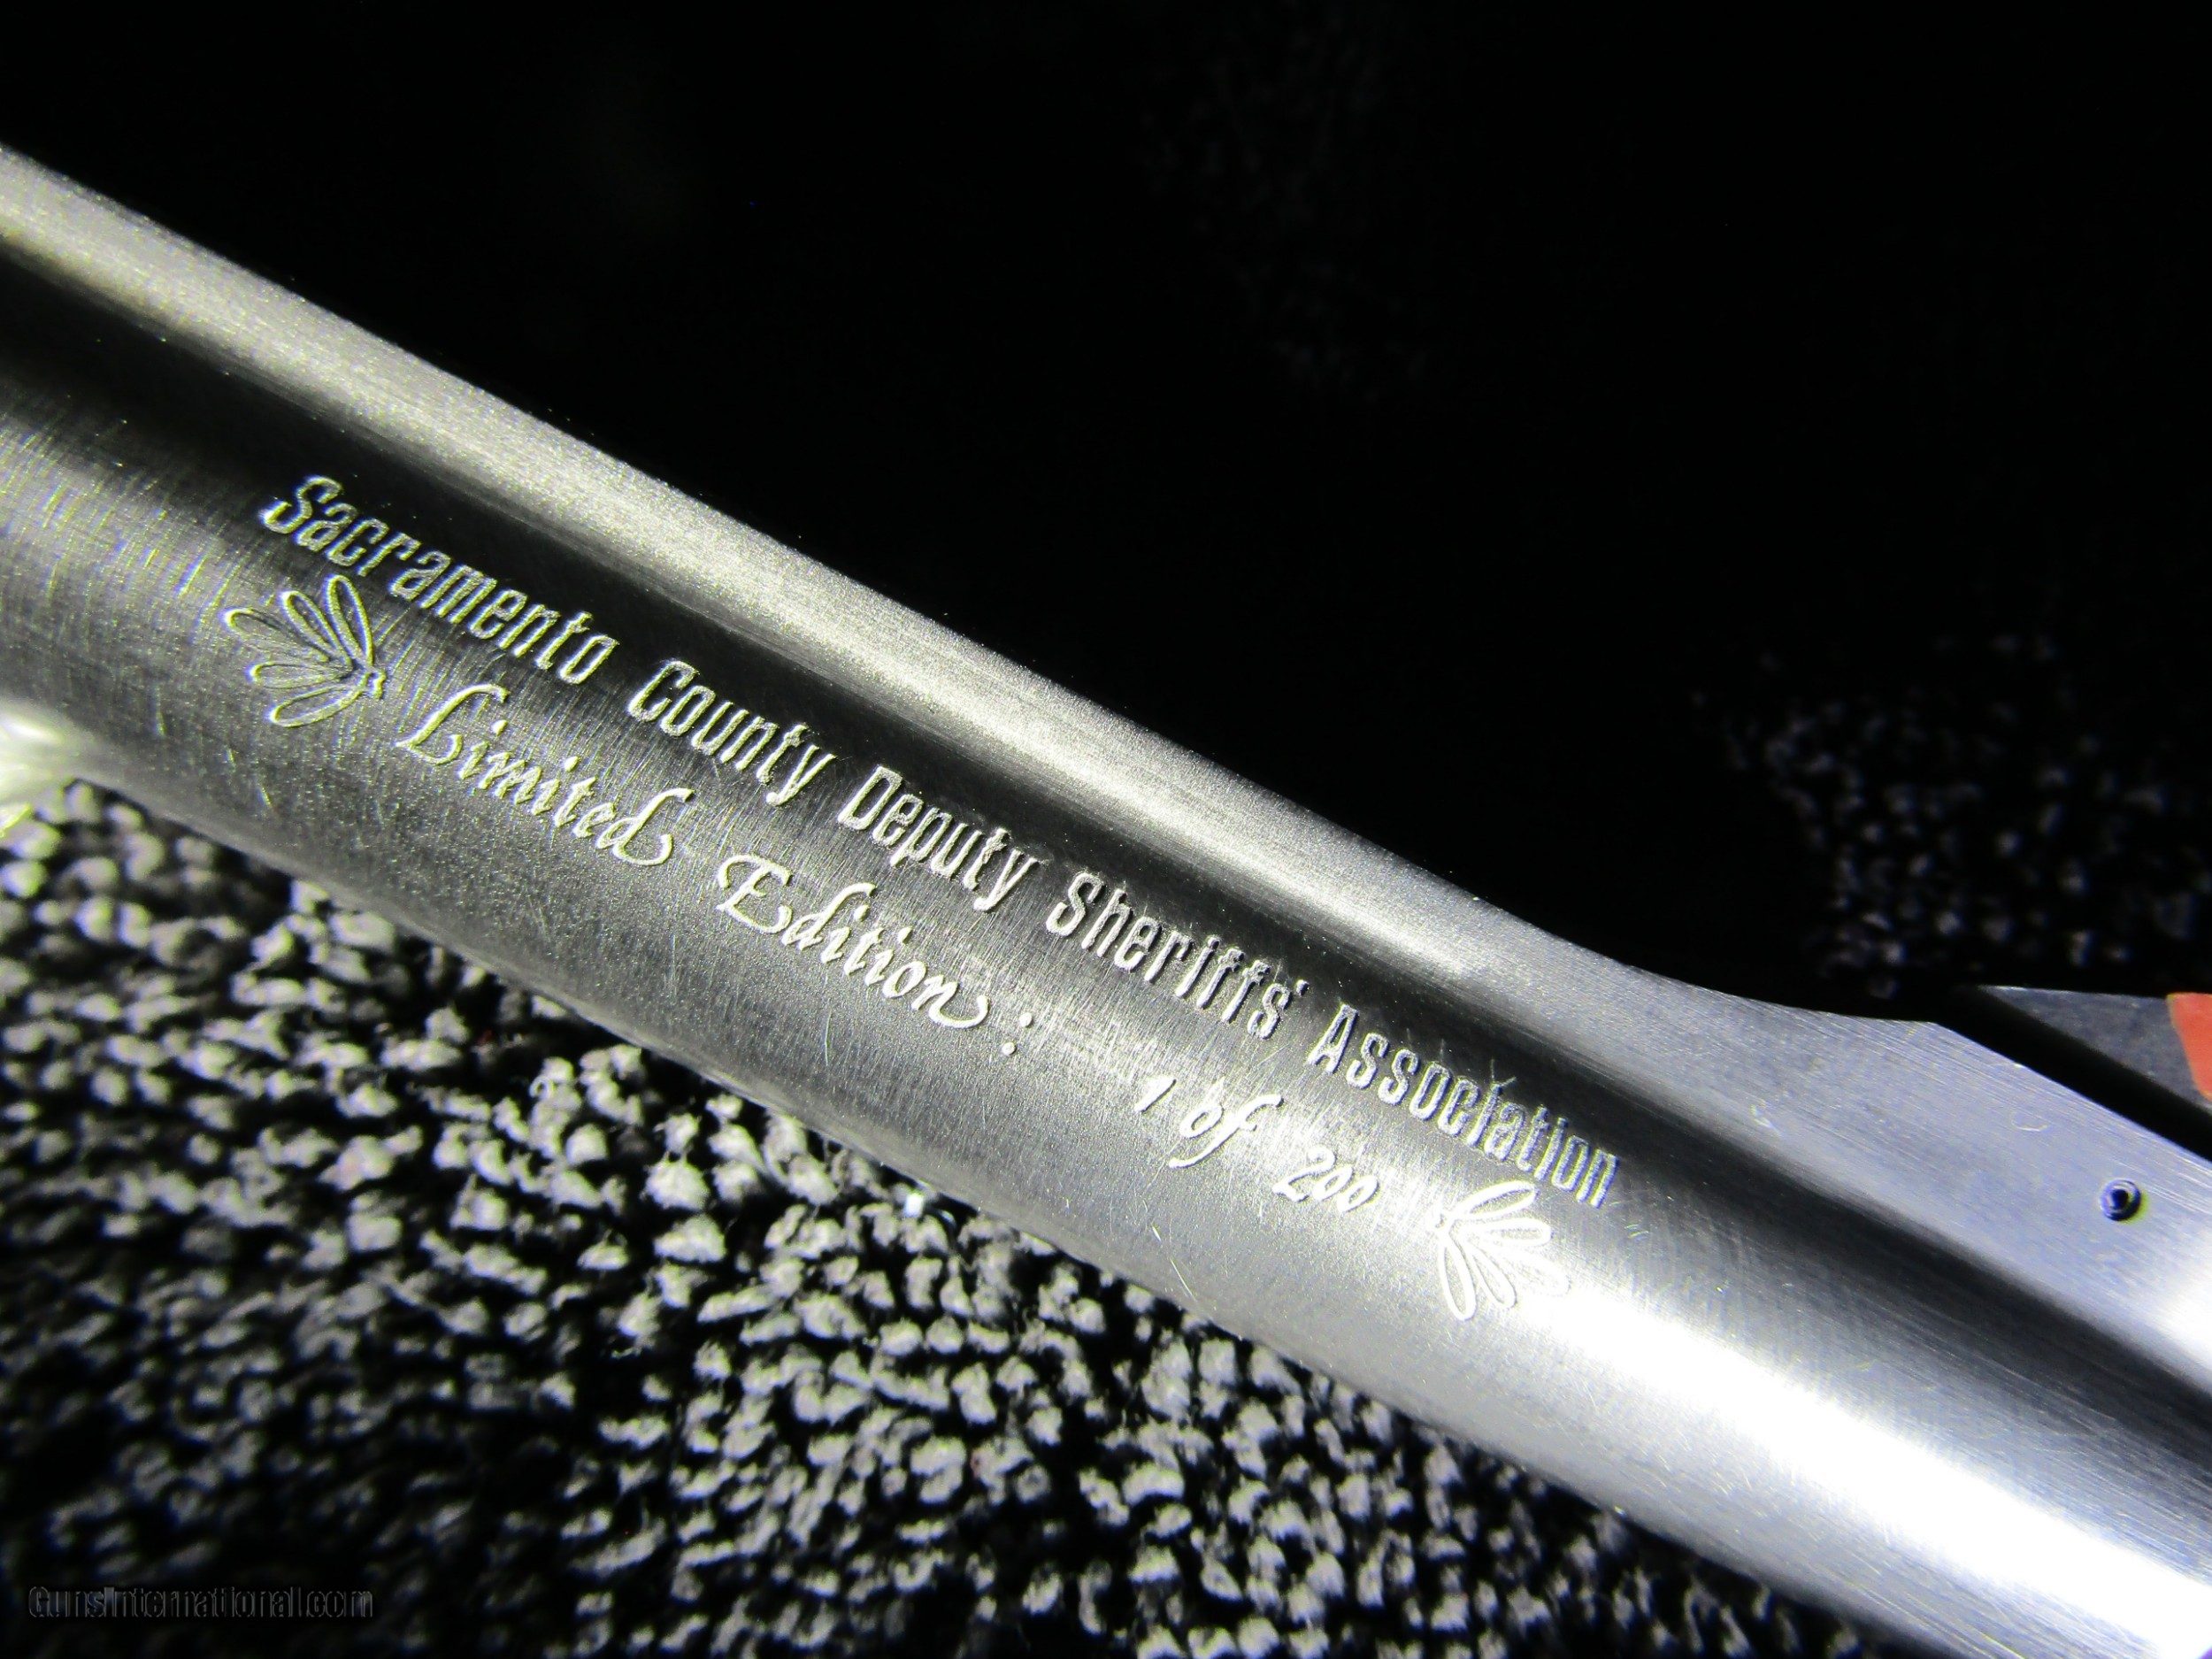 Sacramento County Deputy Sheriffs' Association
Limited Edition: 1 of 200
GunsInternational.com